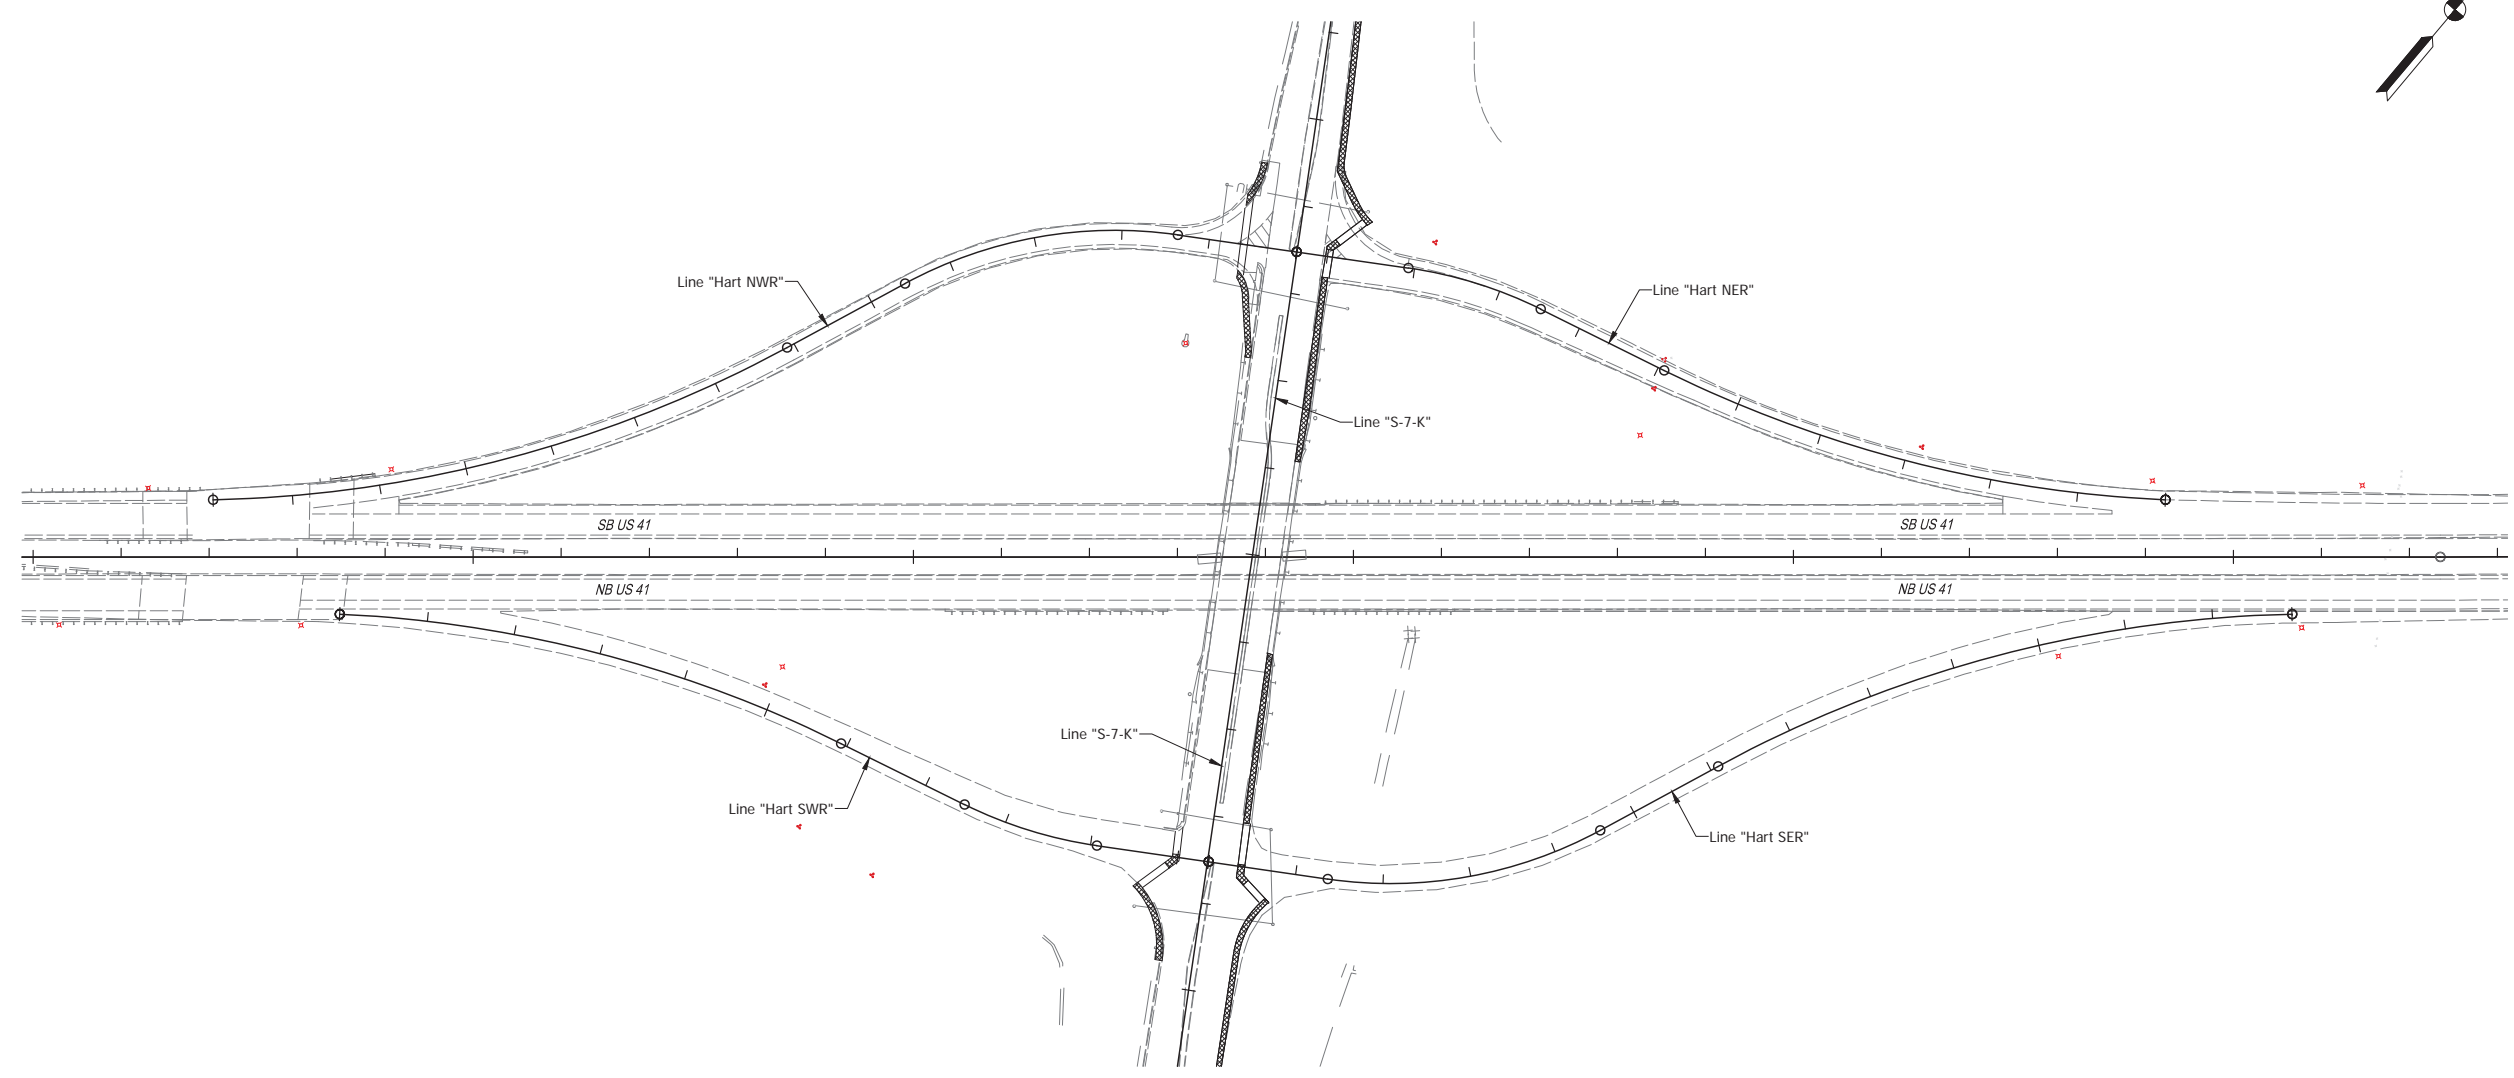 Line "Hart NWR"
Line "Hart NER"
Line "S-7-K"
SB US 41
SB US 41
NB US 41
NB US 41
Line "S-7-K"
Line "Hart SWR"
Line "Hart SER"